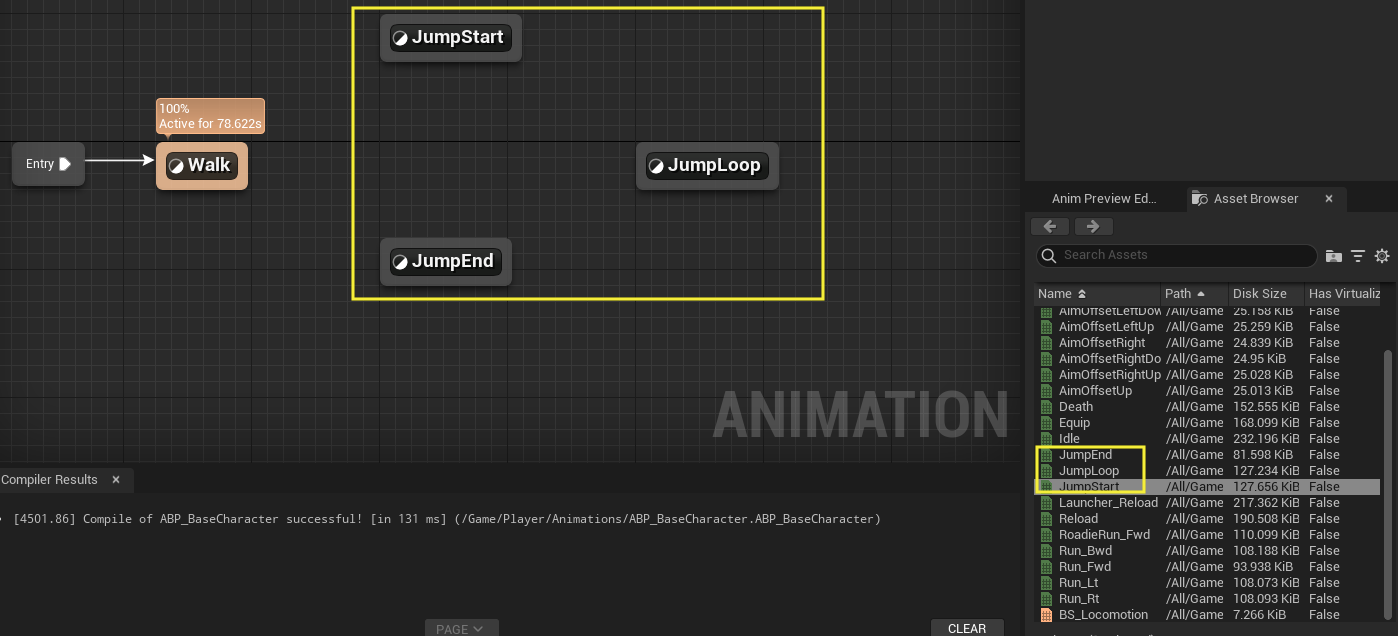 JumpStart
100%
Active for 78.622s
Entry
Walk
JumpLoop
JumpEnd
ANIMATION
Compiler Results
[4501.86] Compile of ABP_BaseCharacter successful! [in 131 ms] (/Game/Player/Animations/ABP_BaseCharacter.ABP_BaseCharacter)
PAGE
CLEAR
Anim Preview Ed...
Asset Browser
Search Assets
Name Path Disk Size Has Virtualiz
AimOffsetLeftDow /All/Game 25.158 KiB False
AimOffsetLeftUp /All/Game 25.259 KiB False
AimOffsetRight /All/Game 24.839 KiB False
AimOffsetRightDo /All/Game 24.95 KiB False
AimOffsetRightUp /All/Game 25.028 KiB False
AimOffsetUp /All/Game 25.013 KiB False
Death /All/Game 152.555 KiB False
Equip /All/Game 168.099 KiB False
Idle /All/Game 232.196 KiB False
JumpEnd /All/Game 81.598 KiB False
JumpLoop /All/Game 127.234 KiB False
JumpStart /All/Game 127.656 KiB False
Launcher_Reload /All/Game 217.362 KiB False
Reload /All/Game 190.508 KiB False
RoadieRun_Fwd /All/Game 110.099 KiB False
Run_Bwd /All/Game 108.188 KiB False
Run_Fwd /All/Game 93.938 KiB False
Run_Lt /All/Game 108.073 KiB False
Run_Rt /All/Game 108.093 KiB False
BS_Locomotion /All/Game 7.266 KiB False